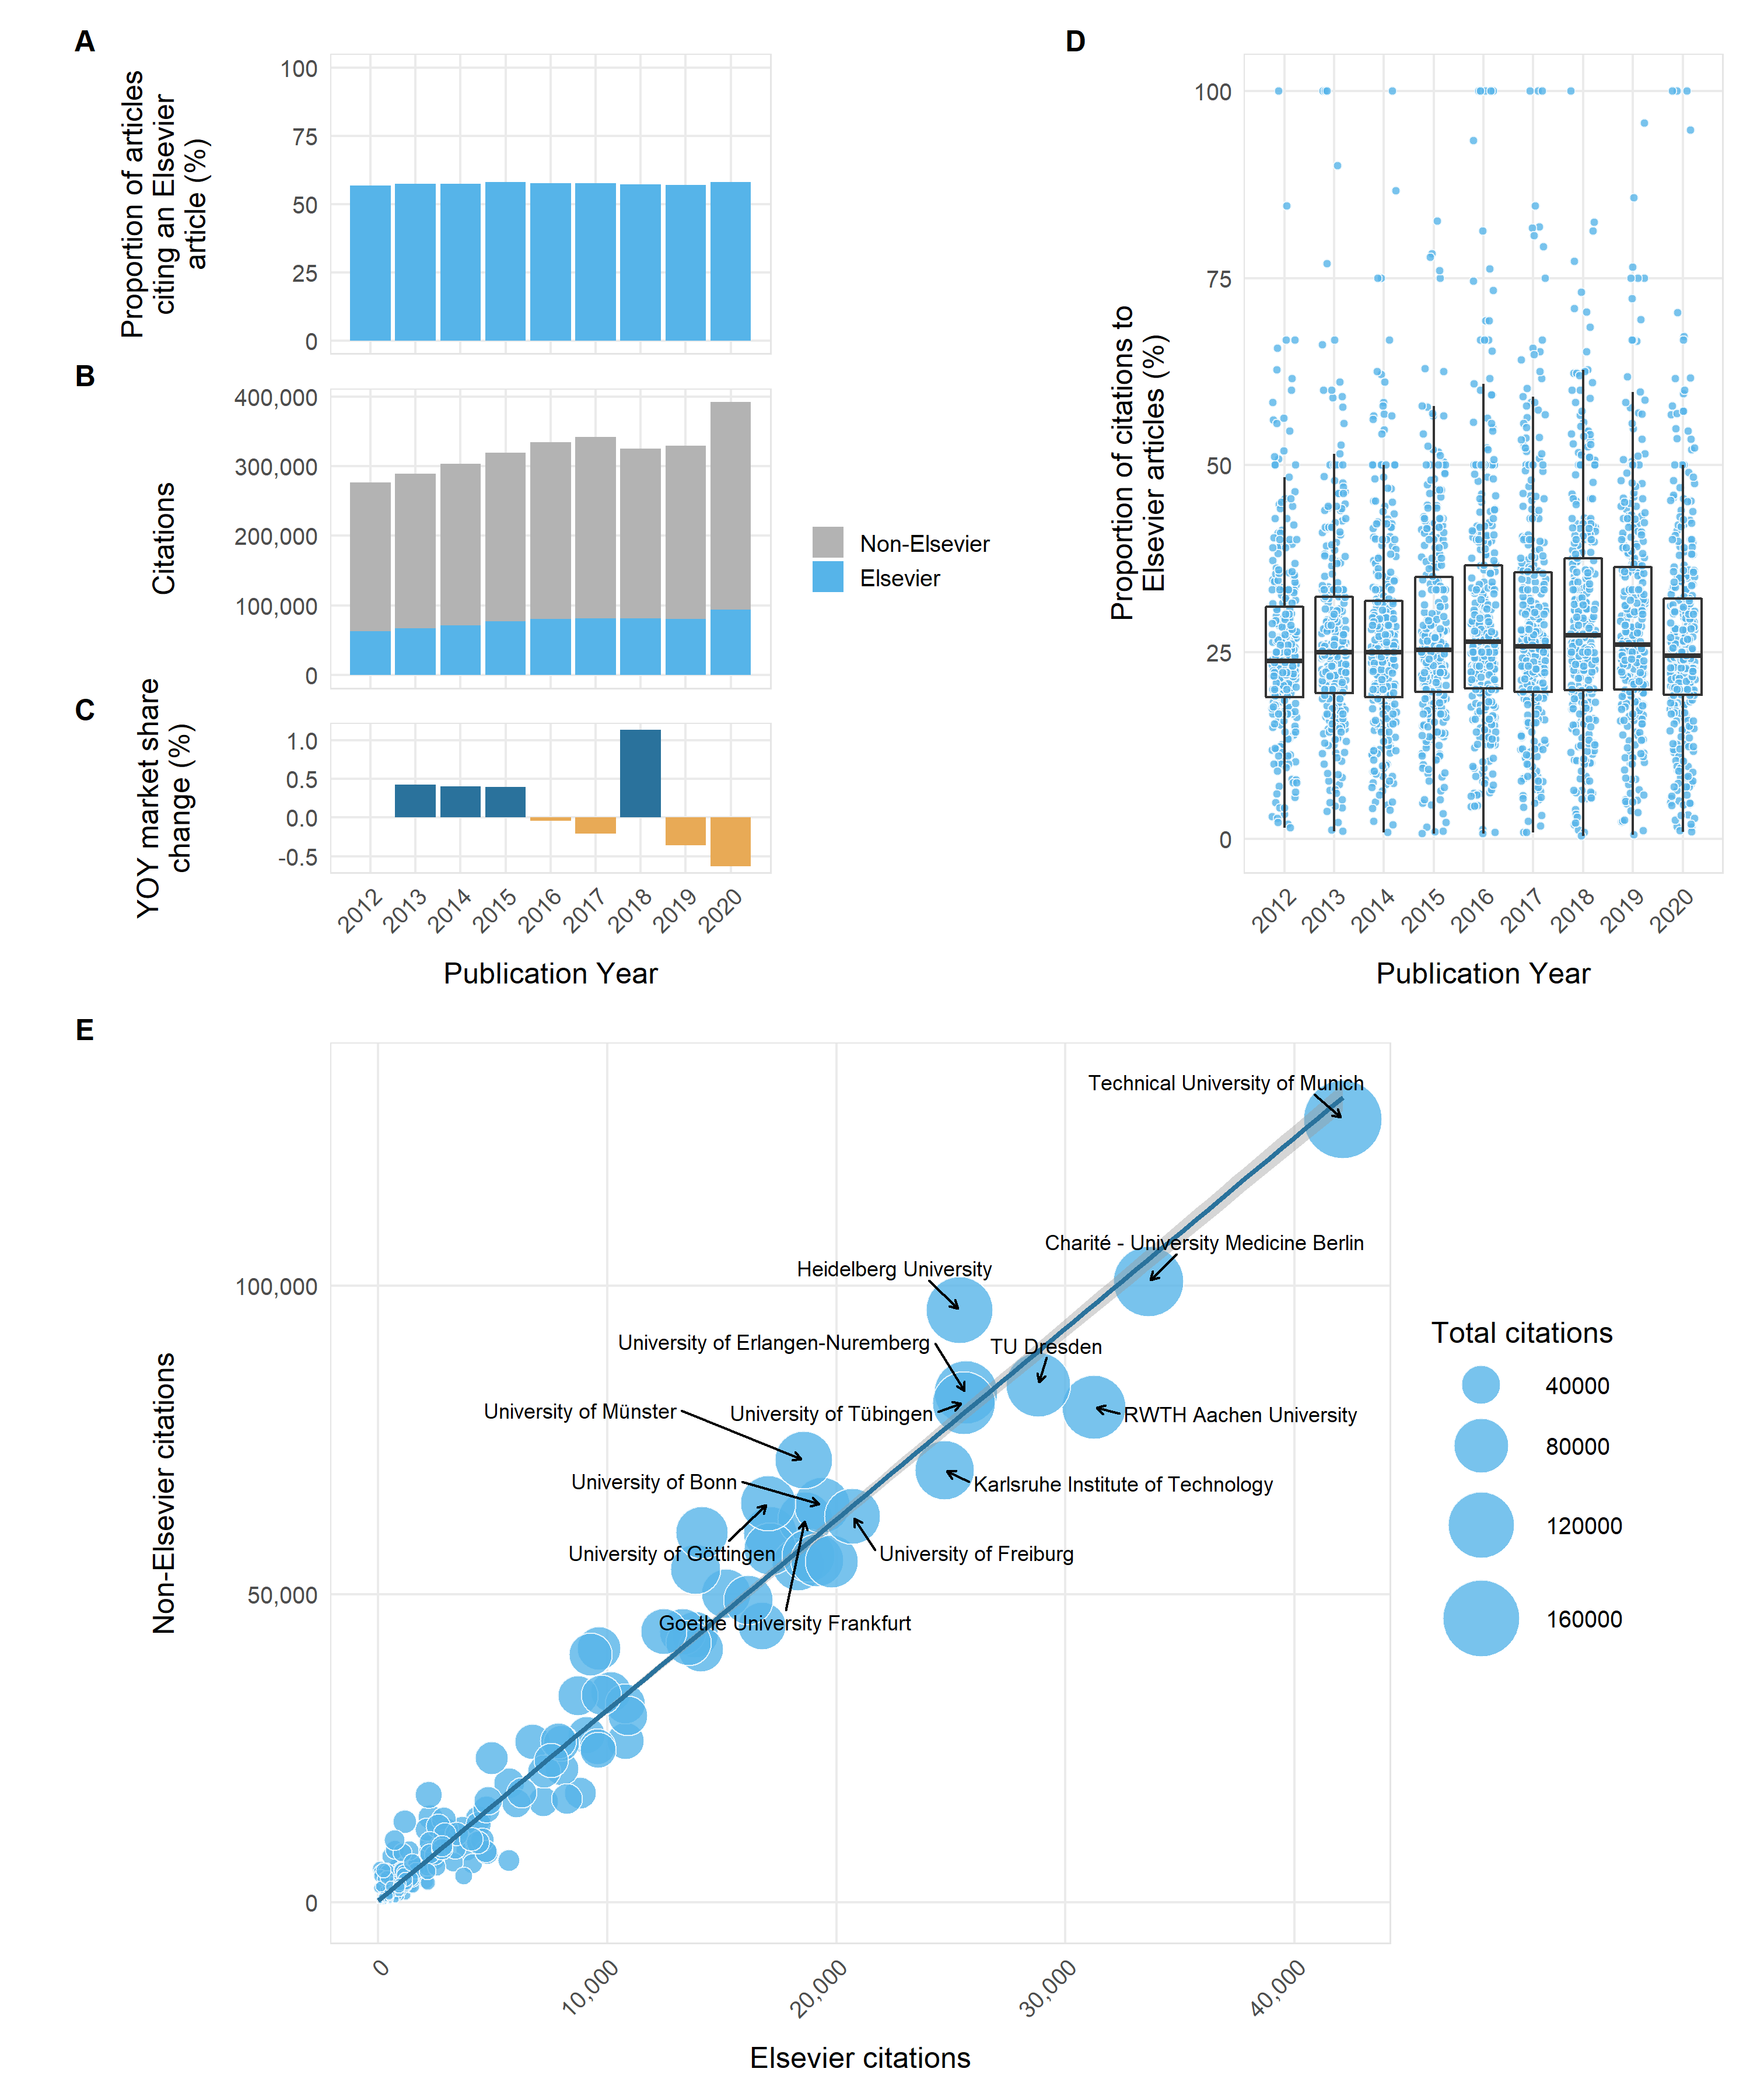 A
Proportion of articles
citing an Elsevier
article (%)
100
75
50
25
0
B
Citations
400,000
300,000
200,000
100,000
0
Non-Elsevier
Elsevier
C
YOY market share
change (%)
1.0
0.5
0.0
-0.5
2012
2013
2014
2015
2016
2017
2018
2019
2020
Publication Year
D
Proportion of citations to
Elsevier articles (%)
100
75
50
25
0
2012
2013
2014
2015
2016
2017
2018
2019
2020
Publication Year
E
Non-Elsevier citations
100,000
50,000
0
Technical University of Munich
Charité - University Medicine Berlin
Heidelberg University
University of Erlangen-Nuremberg
TU Dresden
University of Münster
University of Tübingen
RWTH Aachen University
University of Bonn
Karlsruhe Institute of Technology
University of Göttingen
University of Freiburg
Goethe University Frankfurt
0
10,000
20,000
30,000
40,000
Elsevier citations
Total citations
40000
80000
120000
160000